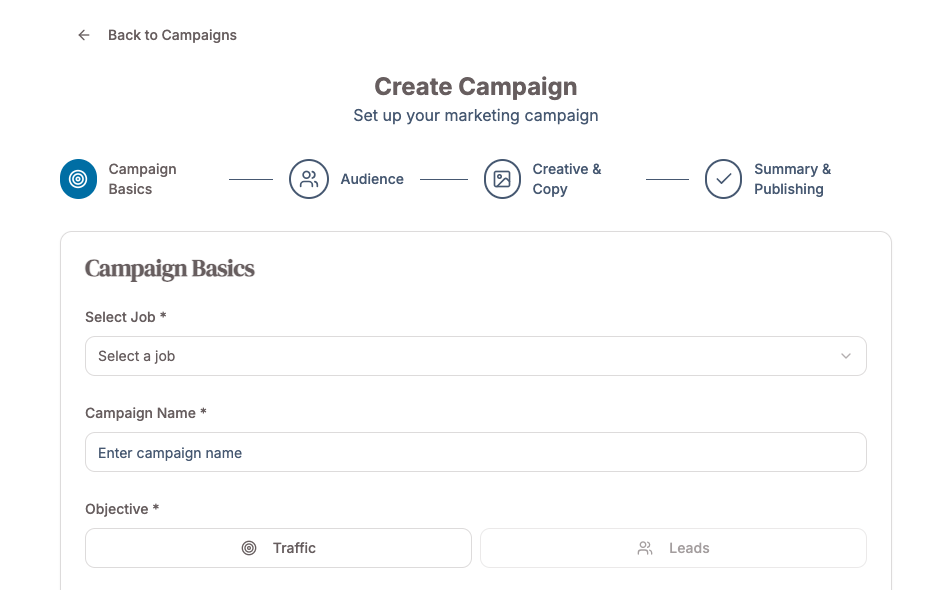 Back to Campaigns
Create Campaign
Set up your marketing campaign
Campaign
Basics
Audience
Creative &
Copy
Summary &
Publishing
Campaign Basics
Select Job *
Select a job
Campaign Name *
Enter campaign name
Objective *
Traffic
Leads